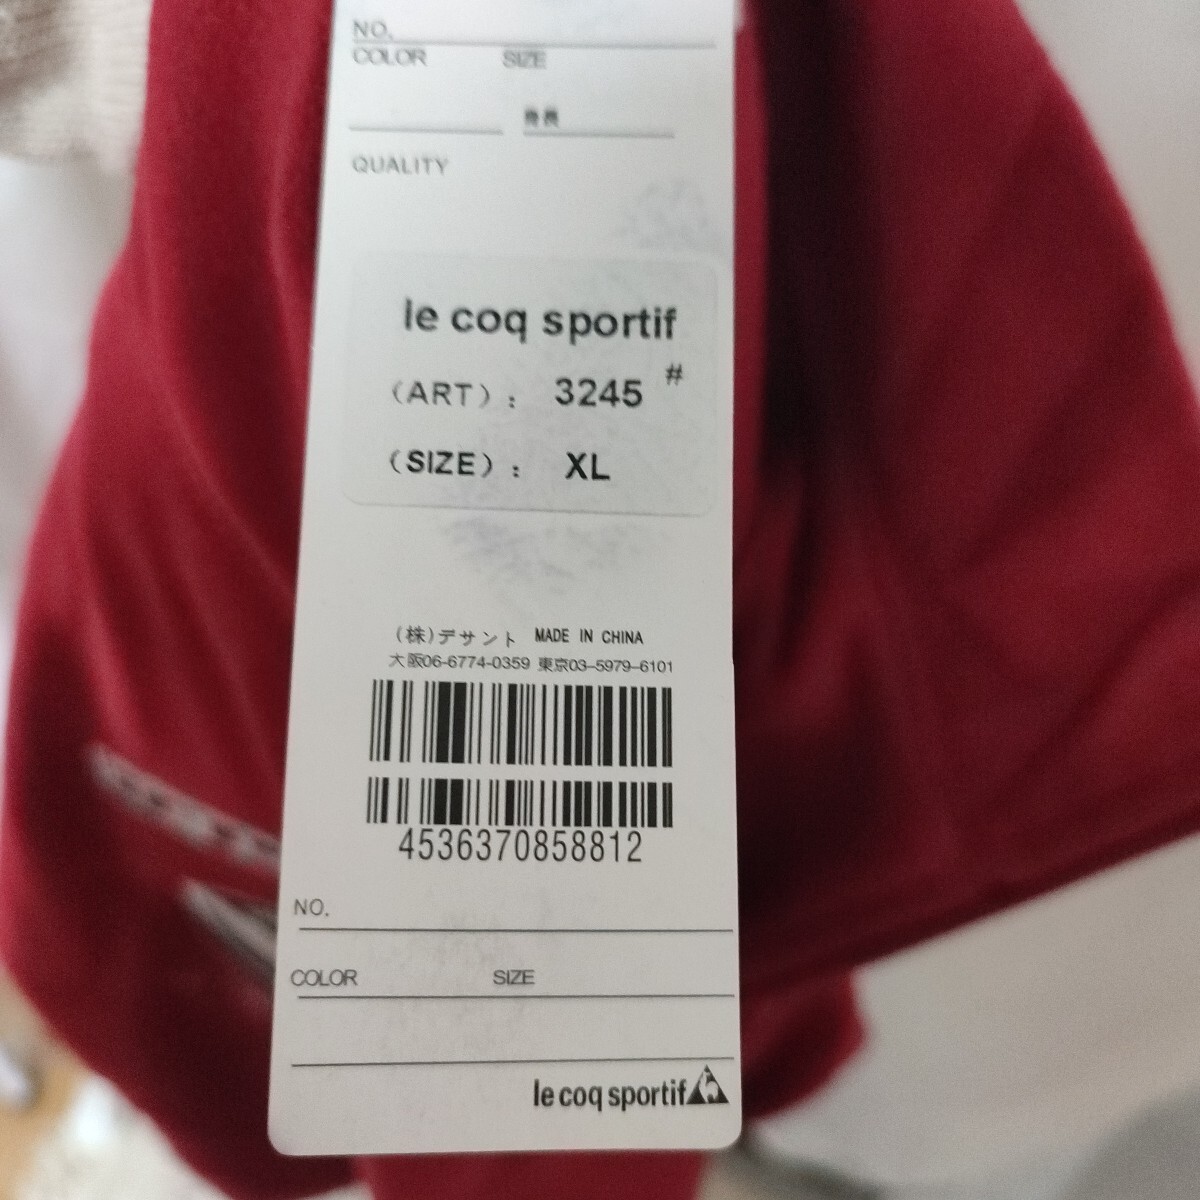 NO.
COLOR SIZE
身長
QUALITY
le coq sportif
(ART): 3245 #
(SIZE): XL
(株)デサント MADE IN CHINA
大阪06-6774-0359 東京03-5979-6101
4536370858812
NO.
COLOR SIZE
le coq sportif